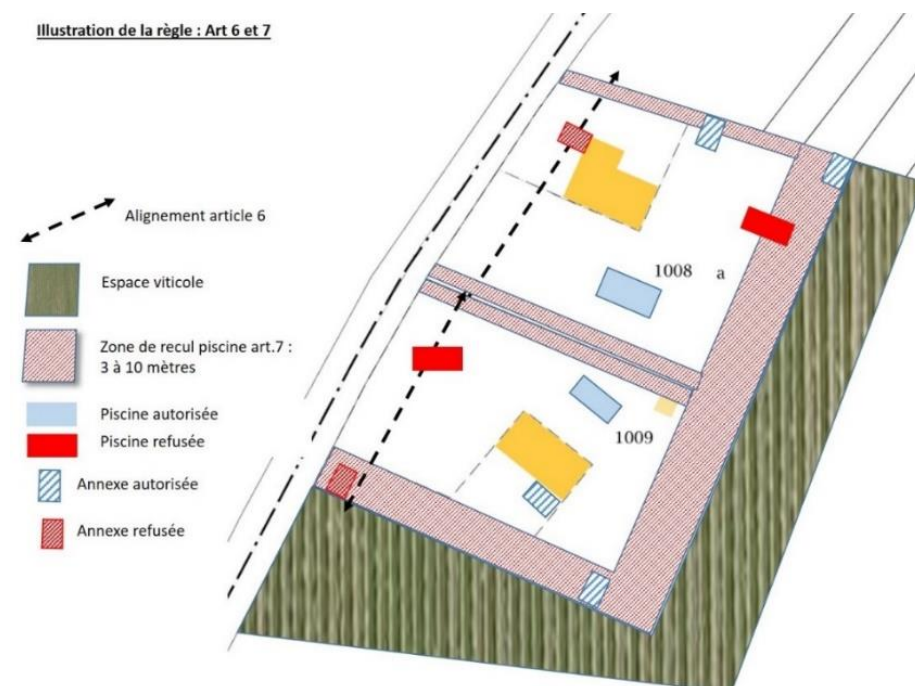 Illustration de la règle : Art 6 et 7
Alignement article 6
Espace viticole
Zone de recul piscine art.7 :
3 à 10 mètres
Piscine autorisée
Piscine refusée
Annexe autorisée
Annexe refusée
1008 a
1009